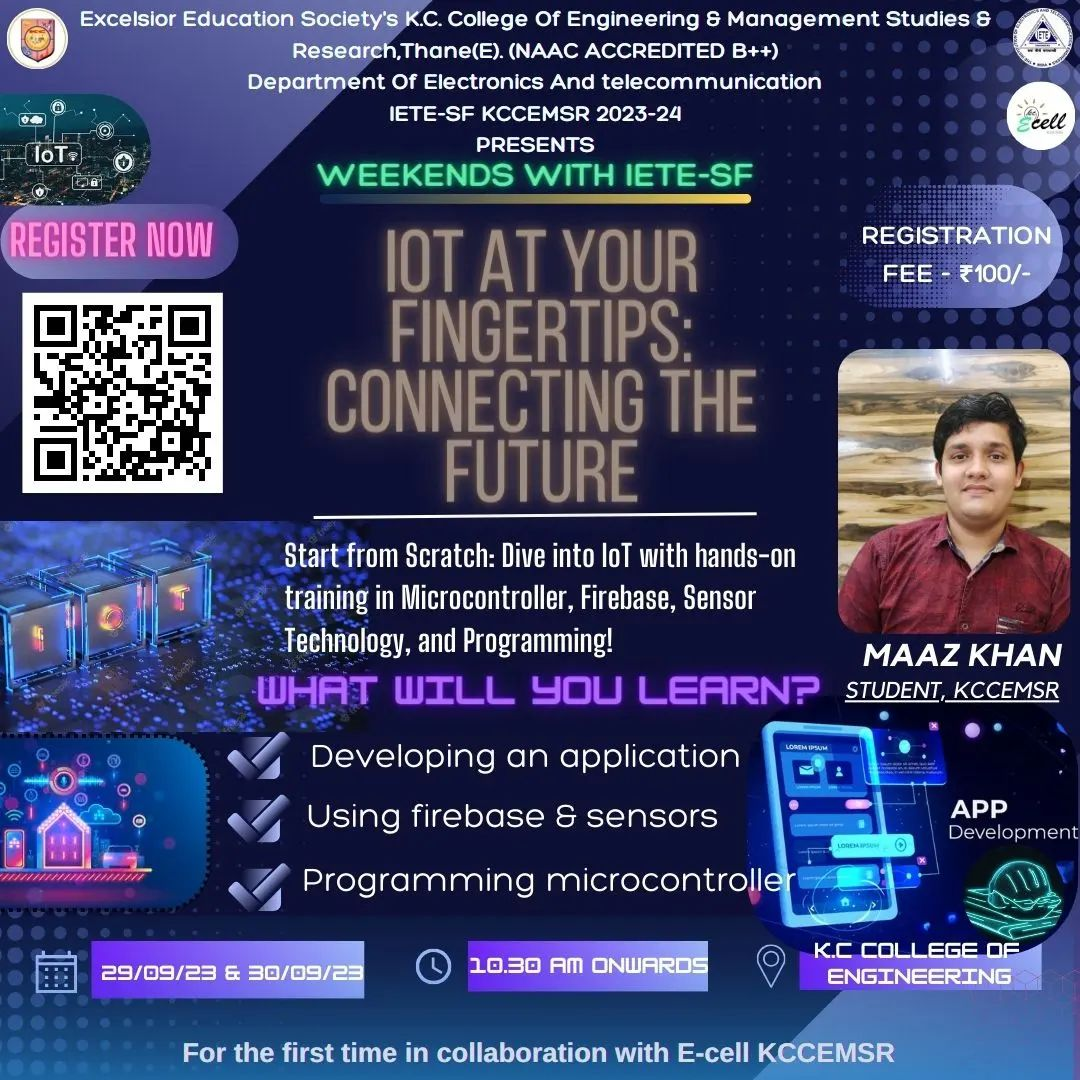 Excelsior Education Society's K.C. College Of Engineering & Management Studies &
Research,Thane(E). (NAAC ACCREDITED B++)
Department Of Electronics And telecommunication
IETE-SF KCCEMSR 2023-24
PRESENTS
WEEKENDS WITH IETE-SF
IETE
Ecell
IoT
REGISTER NOW
REGISTRATION
FEE - ₹100/-
IOT AT YOUR
FINGERTIPS:
CONNECTING THE
FUTURE
Start from Scratch: Dive into IoT with hands-on
training in Microcontroller, Firebase, Sensor
Technology, and Programming!
I O T
MAAZ KHAN
STUDENT, KCCEMSR
WHAT WILL YOU LEARN?
Developing an application
Using firebase & sensors
Programming microcontroller
LOREM IPSUM
LOREM IPSUM
APP
Development
29/09/23 & 30/09/23
10.30 AM ONWARDS
K.C COLLEGE OF
ENGINEERING
For the first time in collaboration with E-cell KCCEMSR